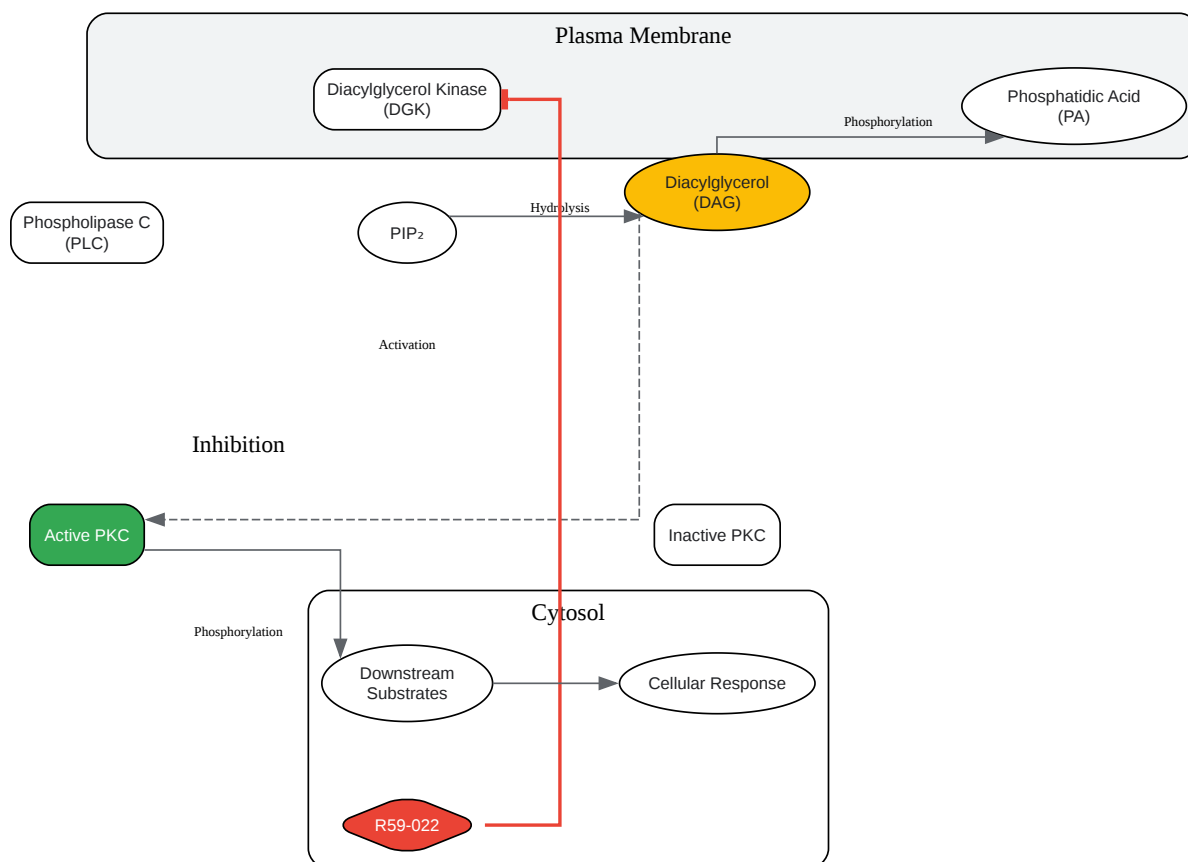 Plasma Membrane
Diacylglycerol Kinase
(DGK)
Phosphatidic Acid
(PA)
Phosphorylation
Diacylglycerol
(DAG)
Hydrolysis
Phospholipase C
(PLC)
PIP₂
Activation
Inhibition
Active PKC
Inactive PKC
Cytosol
Phosphorylation
Downstream
Substrates
Cellular Response
R59-022